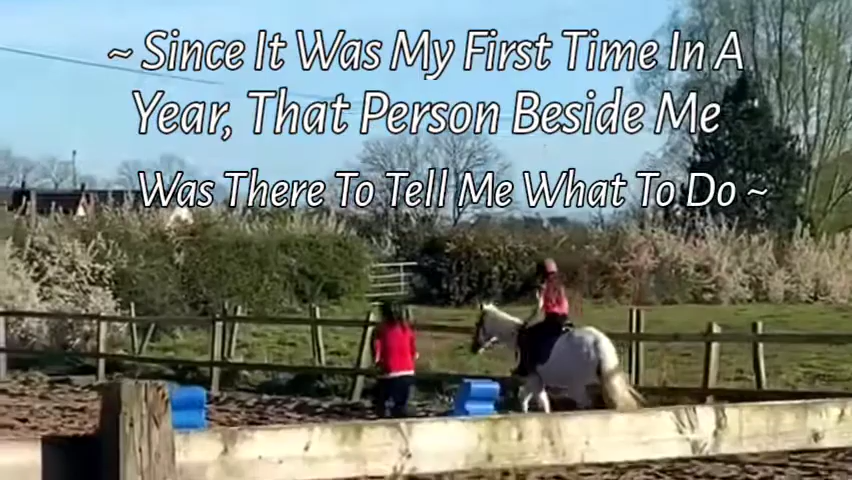 ~ Since It Was My First Time In A
Year, That Person Beside Me
Was There To Tell Me What To Do ~